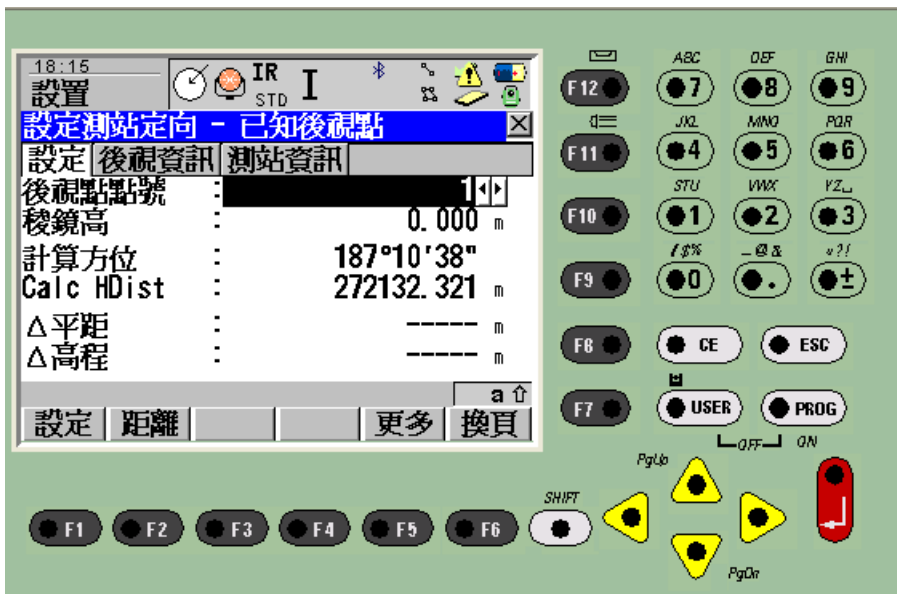 18:15
設置
IR
STD
I
設定測站定向 - 已知後視點
設定 後視資訊 測站資訊
後視點點號 : 1
稜鏡高 : 0.000 m
計算方位 : 187°10'38"
Calc HDist : 272132.321 m
△平距 : ----- m
△高程 : ----- m
a ⇧
設定 距離 更多 換頁
F12
ABC DEF GHI
7 8 9
F11
JKL MNO PQR
4 5 6
F10
STU VWX YZ␣
1 2 3
F9
/$% _@& *?!
0 . ±
F8 CE ESC
F7 USER PROG
OFF ON
PgUp
SHIFT
F1 F2 F3 F4 F5 F6
PgDn